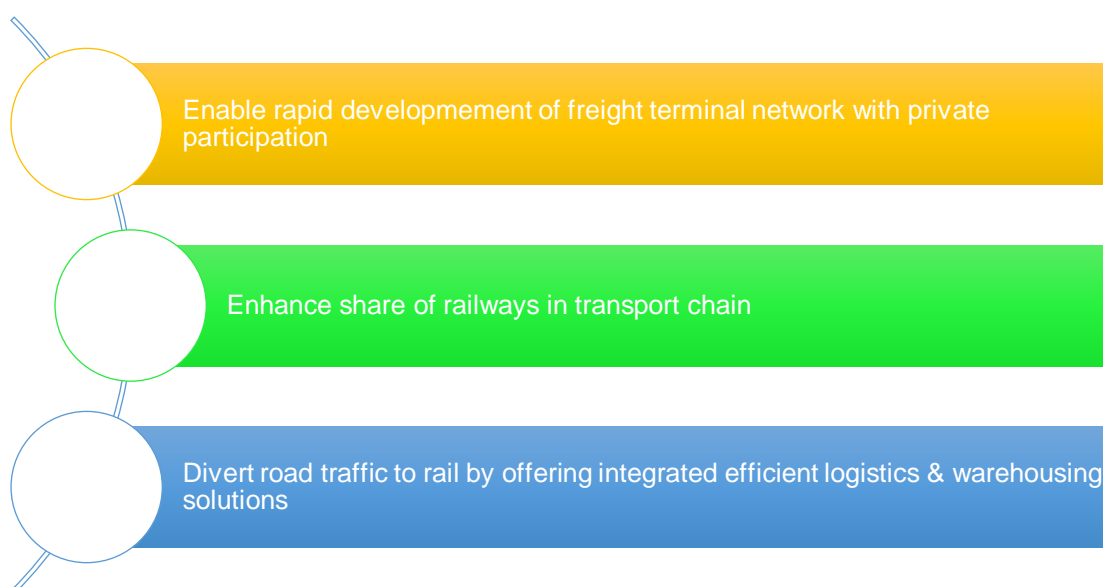 Enable rapid developmement of freight terminal network with private
participation
Enhance share of railways in transport chain
Divert road traffic to rail by offering integrated efficient logistics & warehousing
solutions